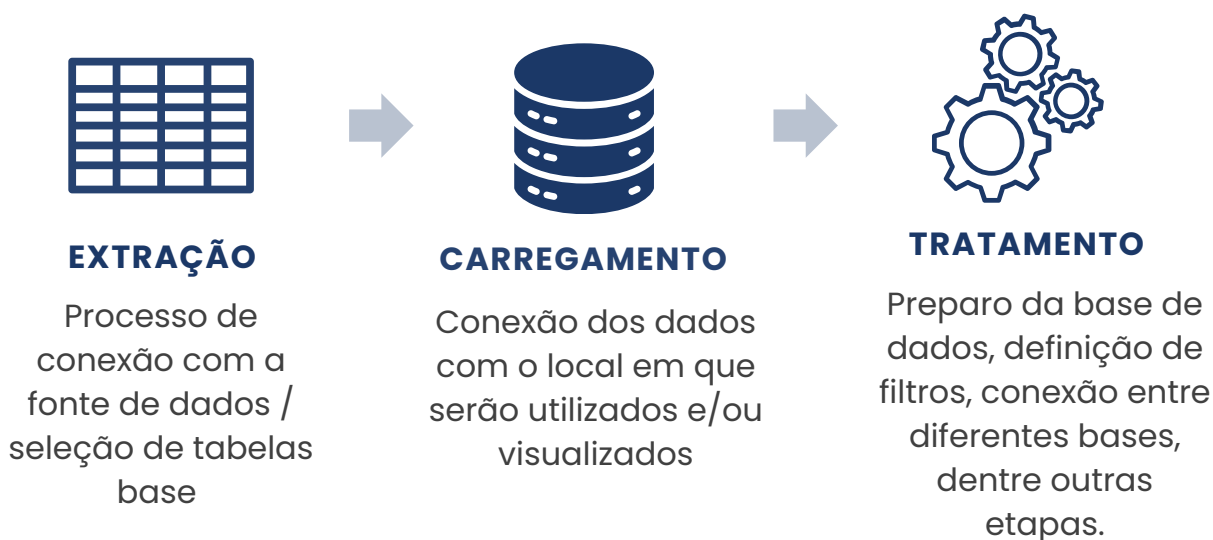 EXTRAÇÃO
Processo de
conexão com a
fonte de dados /
seleção de tabelas
base
CARREGAMENTO
Conexão dos dados
com o local em que
serão utilizados e/ou
visualizados
TRATAMENTO
Preparo da base de
dados, definição de
filtros, conexão entre
diferentes bases,
dentre outras
etapas.